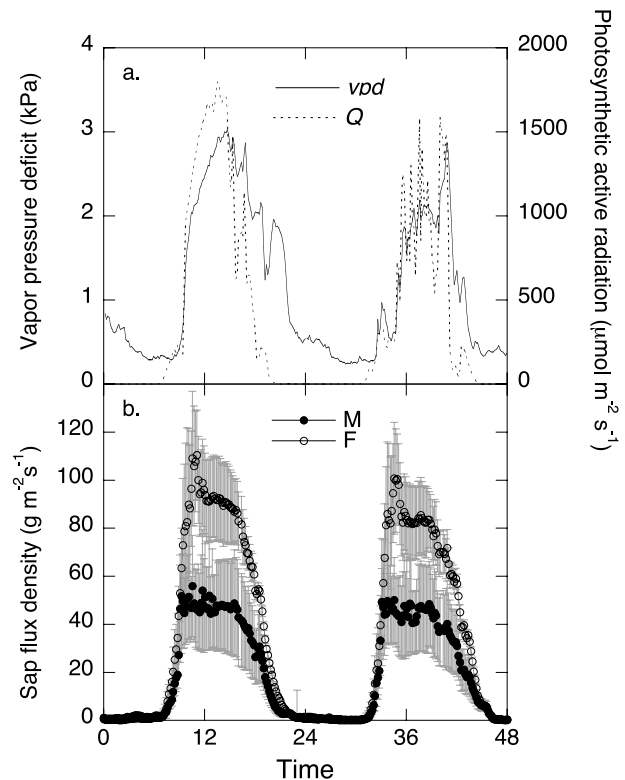 a.
vpd
Q
4
3
2
1
0
Vapor pressure deficit (kPa)
2000
1500
1000
500
0
Photosynthetic active radiation (μmol m⁻² s⁻¹)
b.
M
F
120
100
80
60
40
20
0
Sap flux density (g m⁻²s⁻¹)
0
12
24
36
48
Time